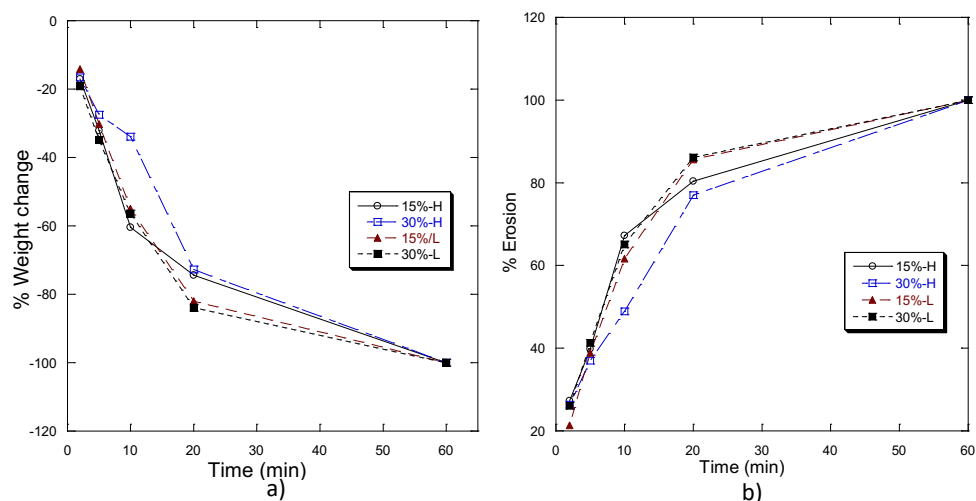 0
-20
-40
-60
-80
-100
-120
% Weight change
0 10 20 30 40 50 60
Time (min)
a)
15%-H
30%-H
15%/L
30%-L
120
100
80
60
40
20
% Erosion
0 10 20 30 40 50 60
Time (min)
b)
15%-H
30%-H
15%-L
30%-L